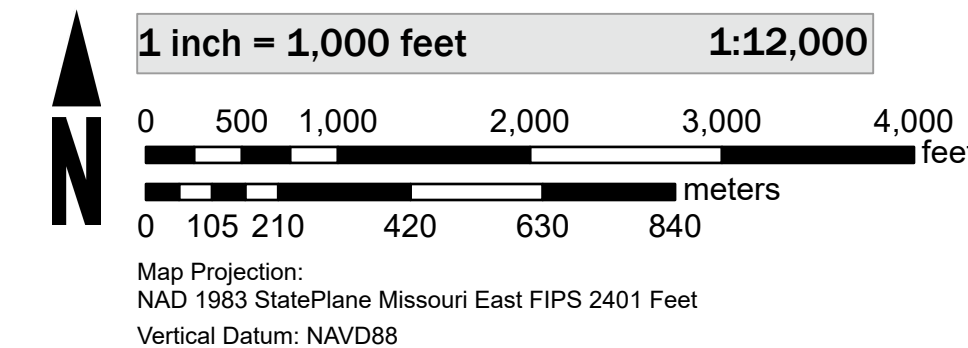 N
1 inch = 1,000 feet 1:12,000
0 500 1,000 2,000 3,000 4,000
feet
meters
0 105 210 420 630 840
Map Projection:
NAD 1983 StatePlane Missouri East FIPS 2401 Feet
Vertical Datum: NAVD88